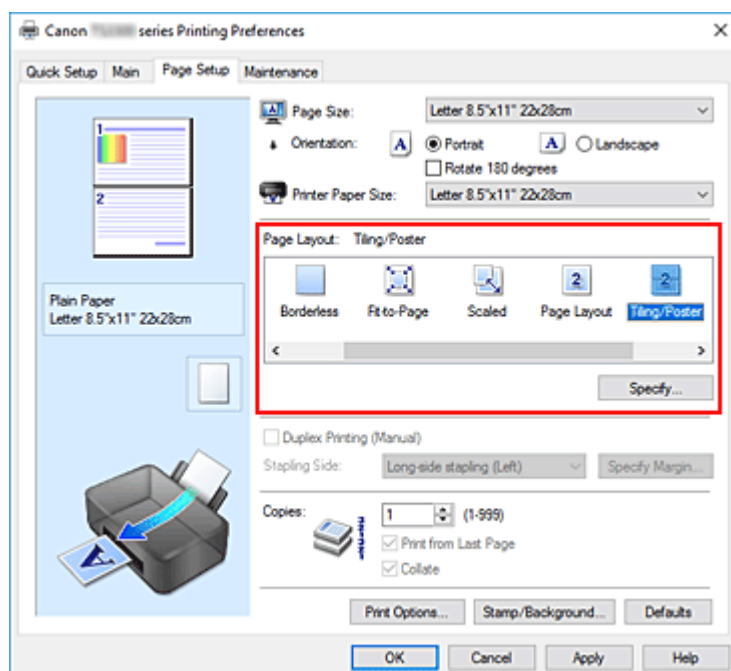 Canon series Printing Preferences
Quick Setup Main Page Setup Maintenance
1
2
Plain Paper
Letter 8.5"x11" 22x28cm
A
Page Size: Letter 8.5"x11" 22x28cm
Orientation: A Portrait A Landscape
Rotate 180 degrees
Printer Paper Size: Letter 8.5"x11" 22x28cm
Page Layout: Tiling/Poster
2 2
Borderless Fit-to-Page Scaled Page Layout Tiling/Poster
Specify...
Duplex Printing (Manual)
Stapling Side: Long-side stapling (Left) Specify Margin...
Copies: 1 (1-999)
Print from Last Page
Collate
Print Options... Stamp/Background... Defaults
OK Cancel Apply Help